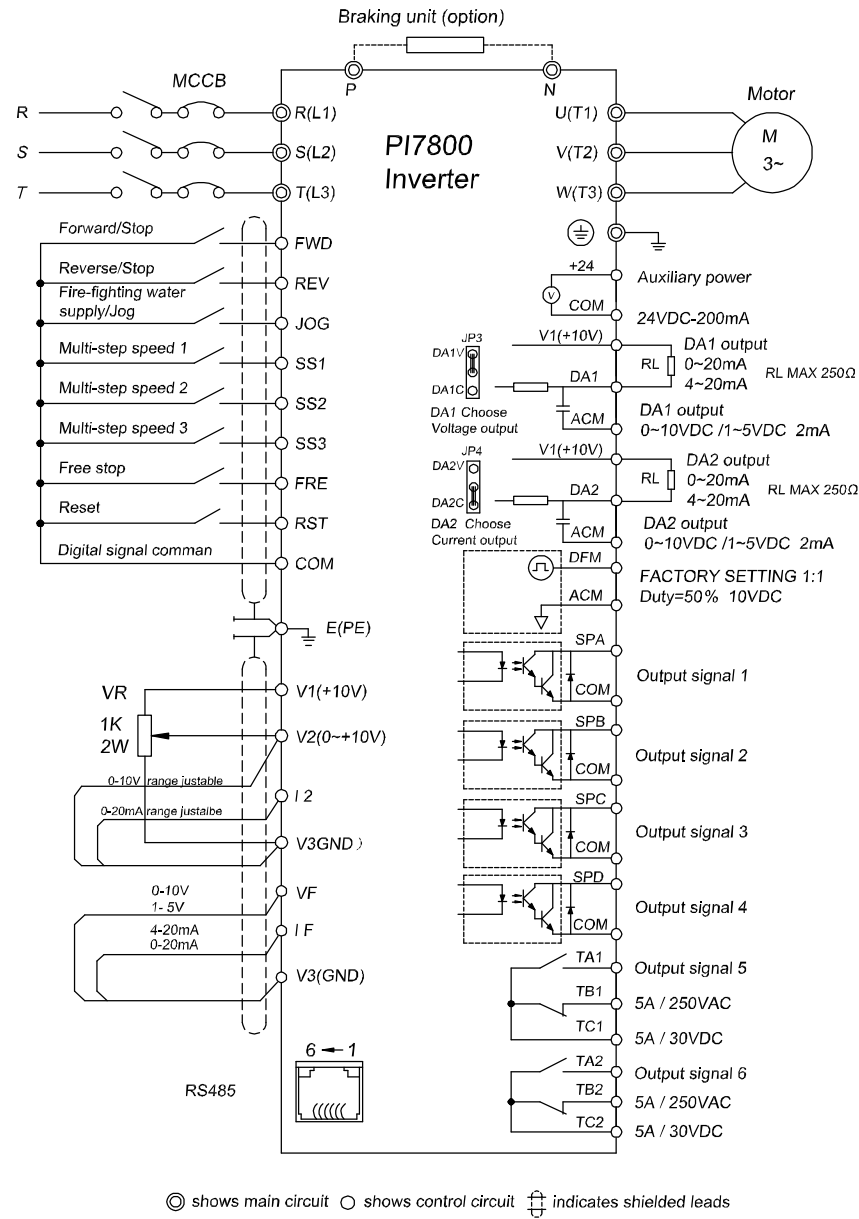 Braking unit (option)
P
N
MCCB
R
R(L1)
S
S(L2)
T
T(L3)
PI7800
Inverter
U(T1)
V(T2)
W(T3)
Motor
M
3~
Forward/Stop
FWD
Reverse/Stop
REV
Fire-fighting water
supply/Jog
JOG
Multi-step speed 1
SS1
Multi-step speed 2
SS2
Multi-step speed 3
SS3
Free stop
FRE
Reset
RST
Digital signal comman
COM
E(PE)
VR
1K
2W
V1(+10V)
V2(0~+10V)
0-10V range justable
I 2
0-20mA range justalbe
V3GND)
0-10V
1- 5V
VF
4-20mA
0-20mA
I F
V3(GND)
RS485
6 ← 1
+24
V
COM
Auxiliary power
24VDC-200mA
V1(+10V)
JP3
DA1V
DA1C
DA1 Choose
Voltage output
DA1
ACM
RL
DA1 output
0~20mA
4~20mA
RL MAX 250Ω
DA1 output
0~10VDC /1~5VDC 2mA
V1(+10V)
JP4
DA2V
DA2C
DA2 Choose
Current output
DA2
ACM
RL
DA2 output
0~20mA
4~20mA
RL MAX 250Ω
DA2 output
0~10VDC /1~5VDC 2mA
DFM
ACM
FACTORY SETTING 1:1
Duty=50% 10VDC
SPA
COM
Output signal 1
SPB
COM
Output signal 2
SPC
COM
Output signal 3
SPD
COM
Output signal 4
TA1
Output signal 5
TB1
5A / 250VAC
TC1
5A / 30VDC
TA2
Output signal 6
TB2
5A / 250VAC
TC2
5A / 30VDC
shows main circuit
shows control circuit
indicates shielded leads